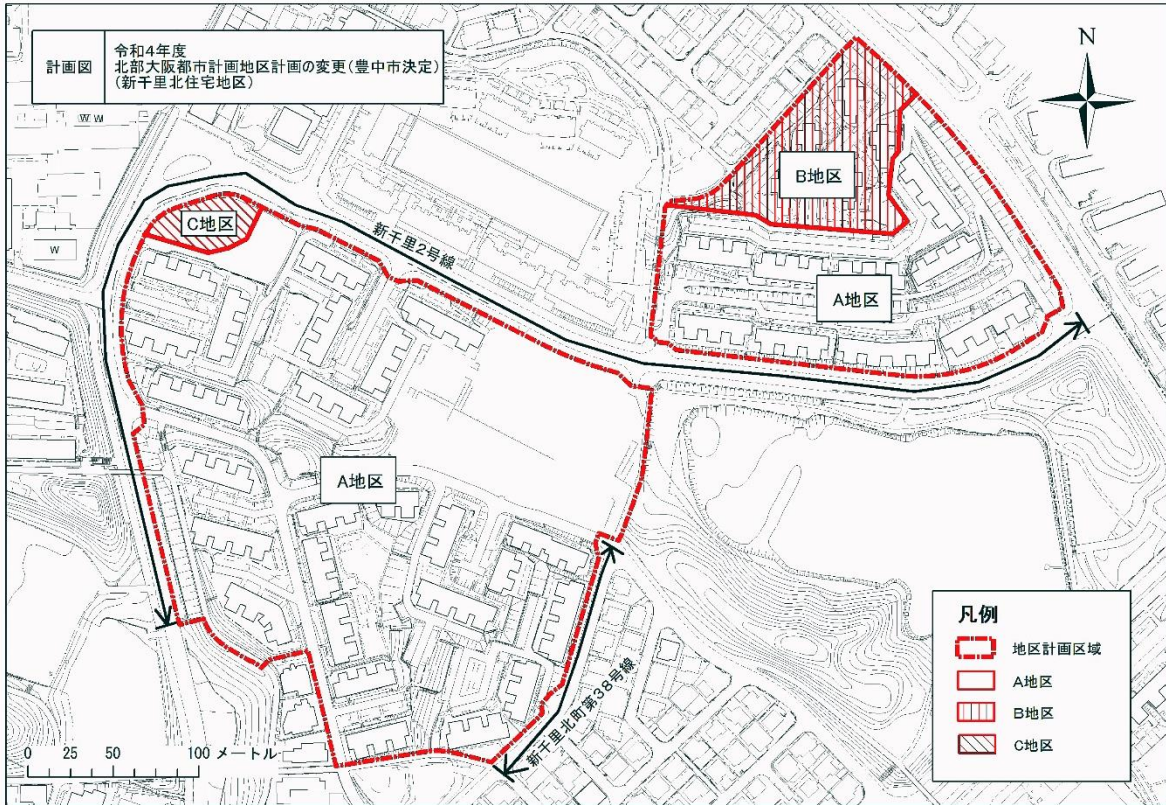 計画図
令和4年度
北部大阪都市計画地区計画の変更(豊中市決定)
(新千里北住宅地区)
N
W W
W
B地区
C地区
新千里2号線
A地区
A地区
新千里北町第38号線
凡例
地区計画区域
A地区
B地区
C地区
0 25 50 100 メートル